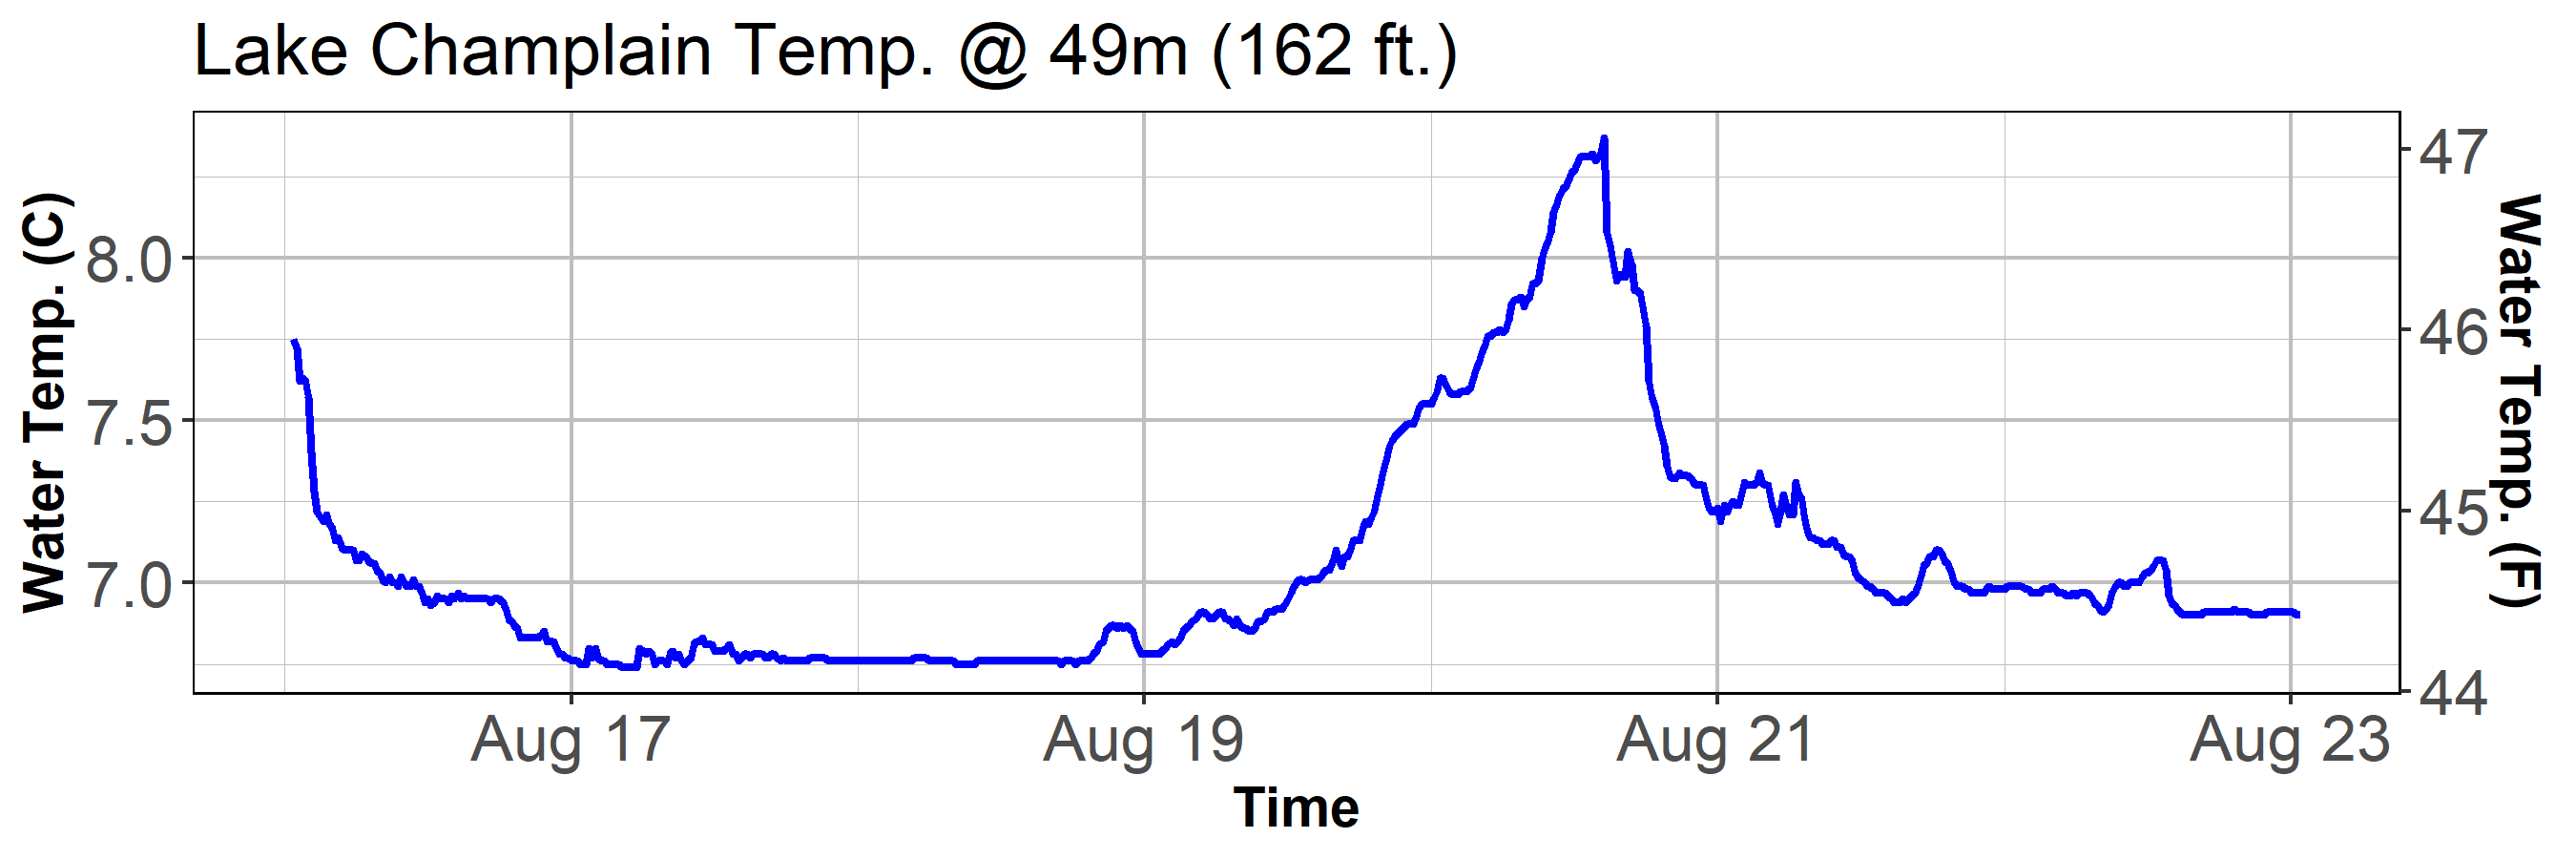 Lake Champlain Temp. @ 49m (162 ft.)
Water Temp. (C)
8.0
7.5
7.0
47
46
45
44
Water Temp. (F)
Aug 17 Aug 19 Aug 21 Aug 23
Time